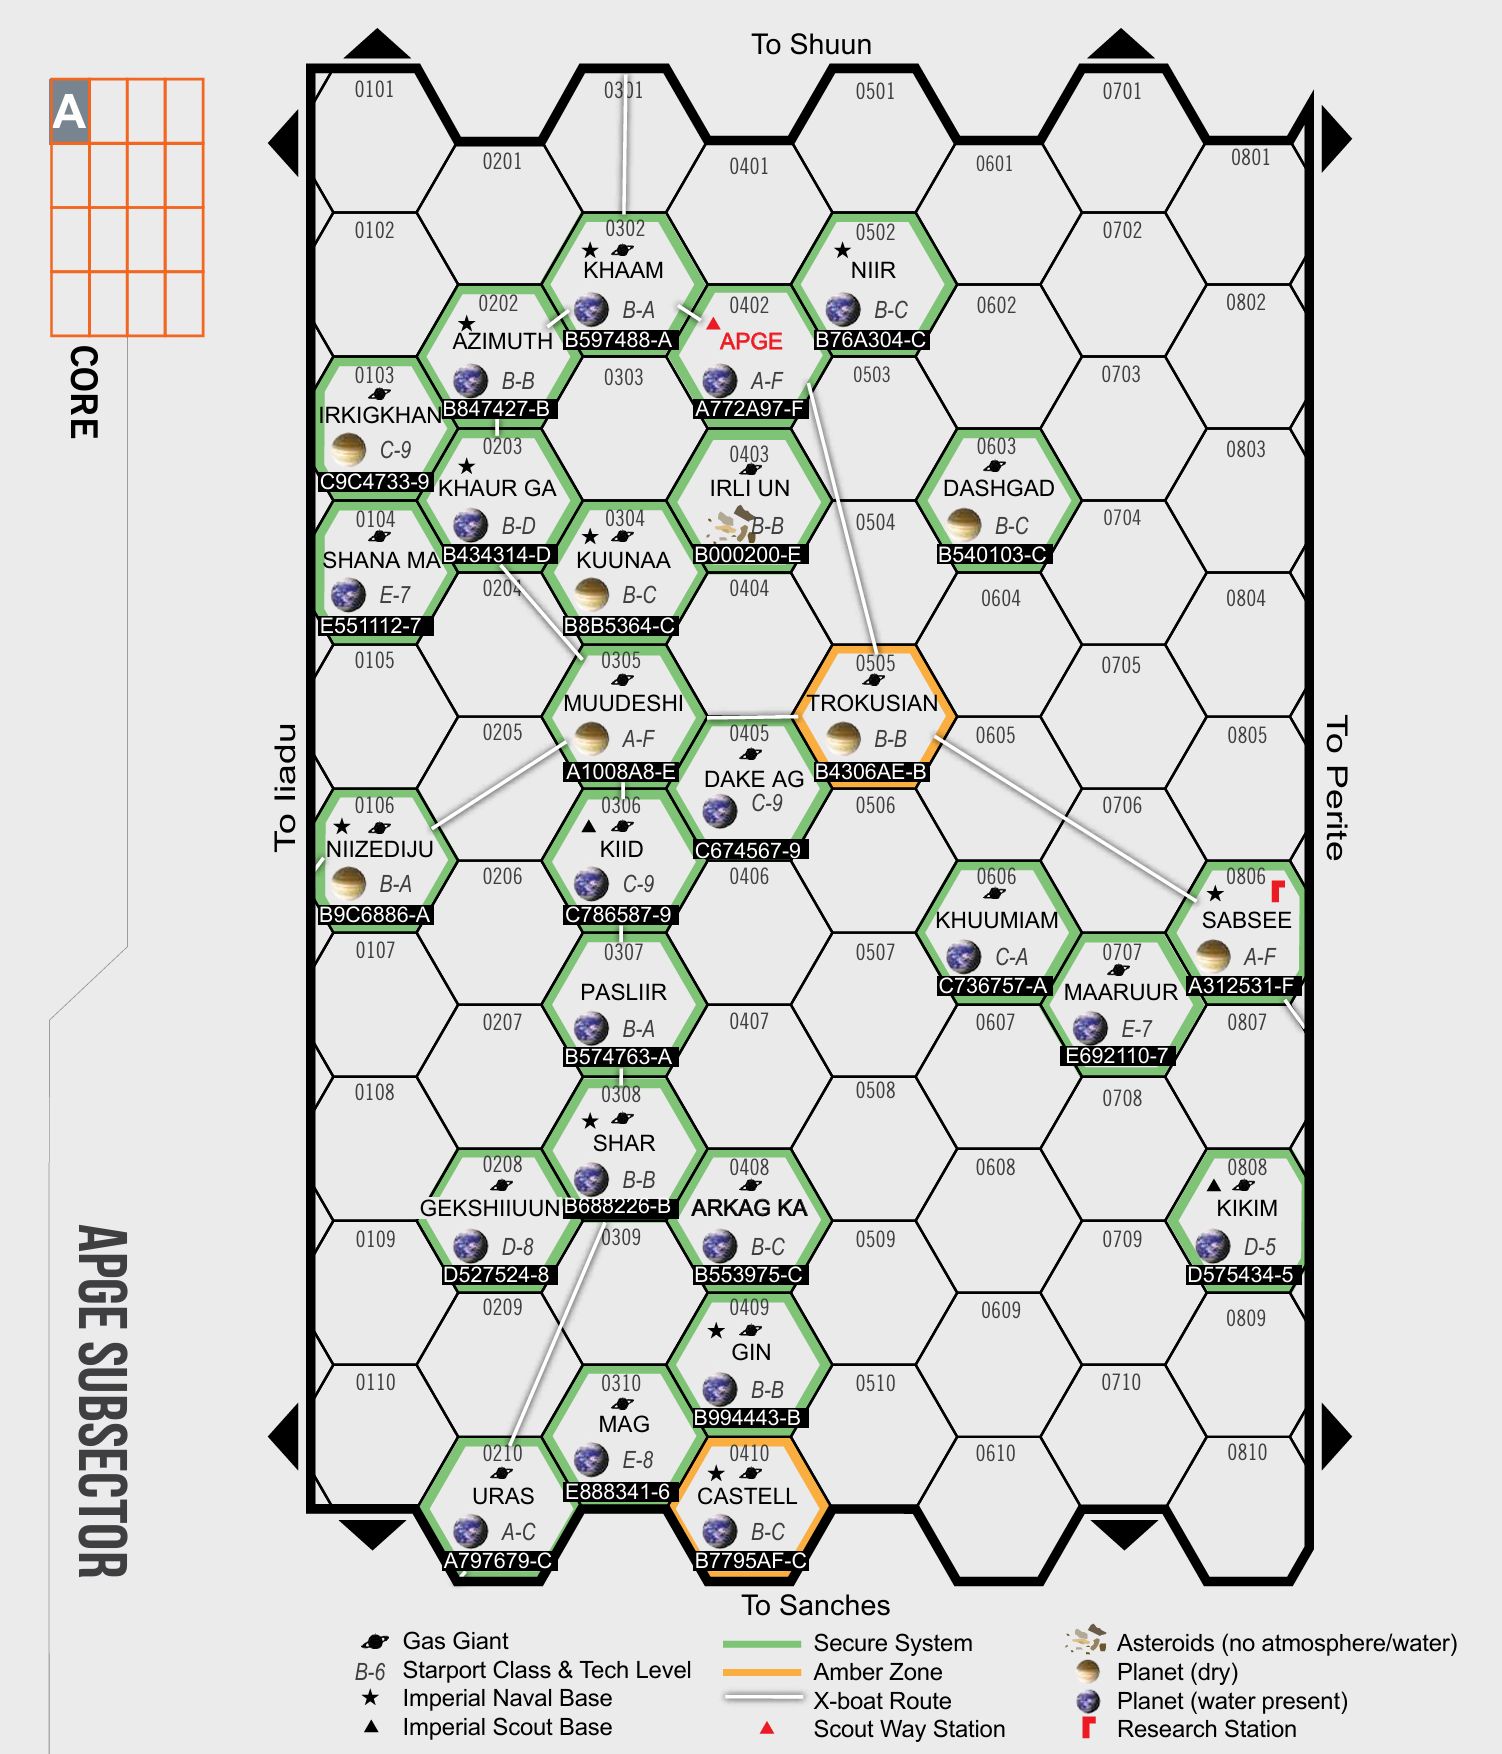 To Shuun
A
CORE
APGE SUBSECTOR
To Iiadu
To Perite
0101
0301
0501
0701
0201
0401
0601
0801
0102
0302
KHAAM
B-A
B597488-A
0502
NIIR
B-C
B76A304-C
0702
0202
AZIMUTH
B-B
B847427-B
0402
APGE
A-F
A772A97-F
0602
0802
0103
IRKIGKHAN
C-9
C9C4733-9
0303
0503
0703
0203
KHAUR GA
B-D
B434314-D
0403
IRLI UN
B-B
B000200-E
0603
DASHGAD
B-C
B540103-C
0803
0104
SHANA MA
E-7
E551112-7
0304
KUUNAA
B-C
B8B5364-C
0504
0704
0204
0404
0604
0804
0105
0305
MUUDESHI
A-F
A1008A8-E
0505
TROKUSIAN
B-B
B4306AE-B
0705
0205
0405
DAKE AG
C-9
C674567-9
0605
0805
0106
NIIZEDIJU
B-A
B9C6886-A
0306
KIID
C-9
C786587-9
0506
0706
0206
0406
0606
KHUUMIAM
C-A
C736757-A
0806
SABSEE
A-F
A312531-F
0107
0307
PASLIIR
B-A
B574763-A
0507
0707
MAARUUR
E-7
E692110-7
0207
0407
0607
0807
0108
0308
SHAR
B-B
B688226-B
0508
0708
0208
GEKSHIIUUN
D-8
D527524-8
0408
ARKAG KA
B-C
B553975-C
0608
0808
KIKIM
D-5
D575434-5
0109
0309
0509
0709
0209
0409
GIN
B-B
B994443-B
0609
0809
0110
0310
MAG
E-8
E888341-6
0510
0710
0210
URAS
A-C
A797679-C
0410
CASTELL
B-C
B7795AF-C
0610
0810
To Sanches
Gas Giant
B-6 Starport Class & Tech Level
Imperial Naval Base
Imperial Scout Base
Secure System
Amber Zone
X-boat Route
Scout Way Station
Asteroids (no atmosphere/water)
Planet (dry)
Planet (water present)
Research Station